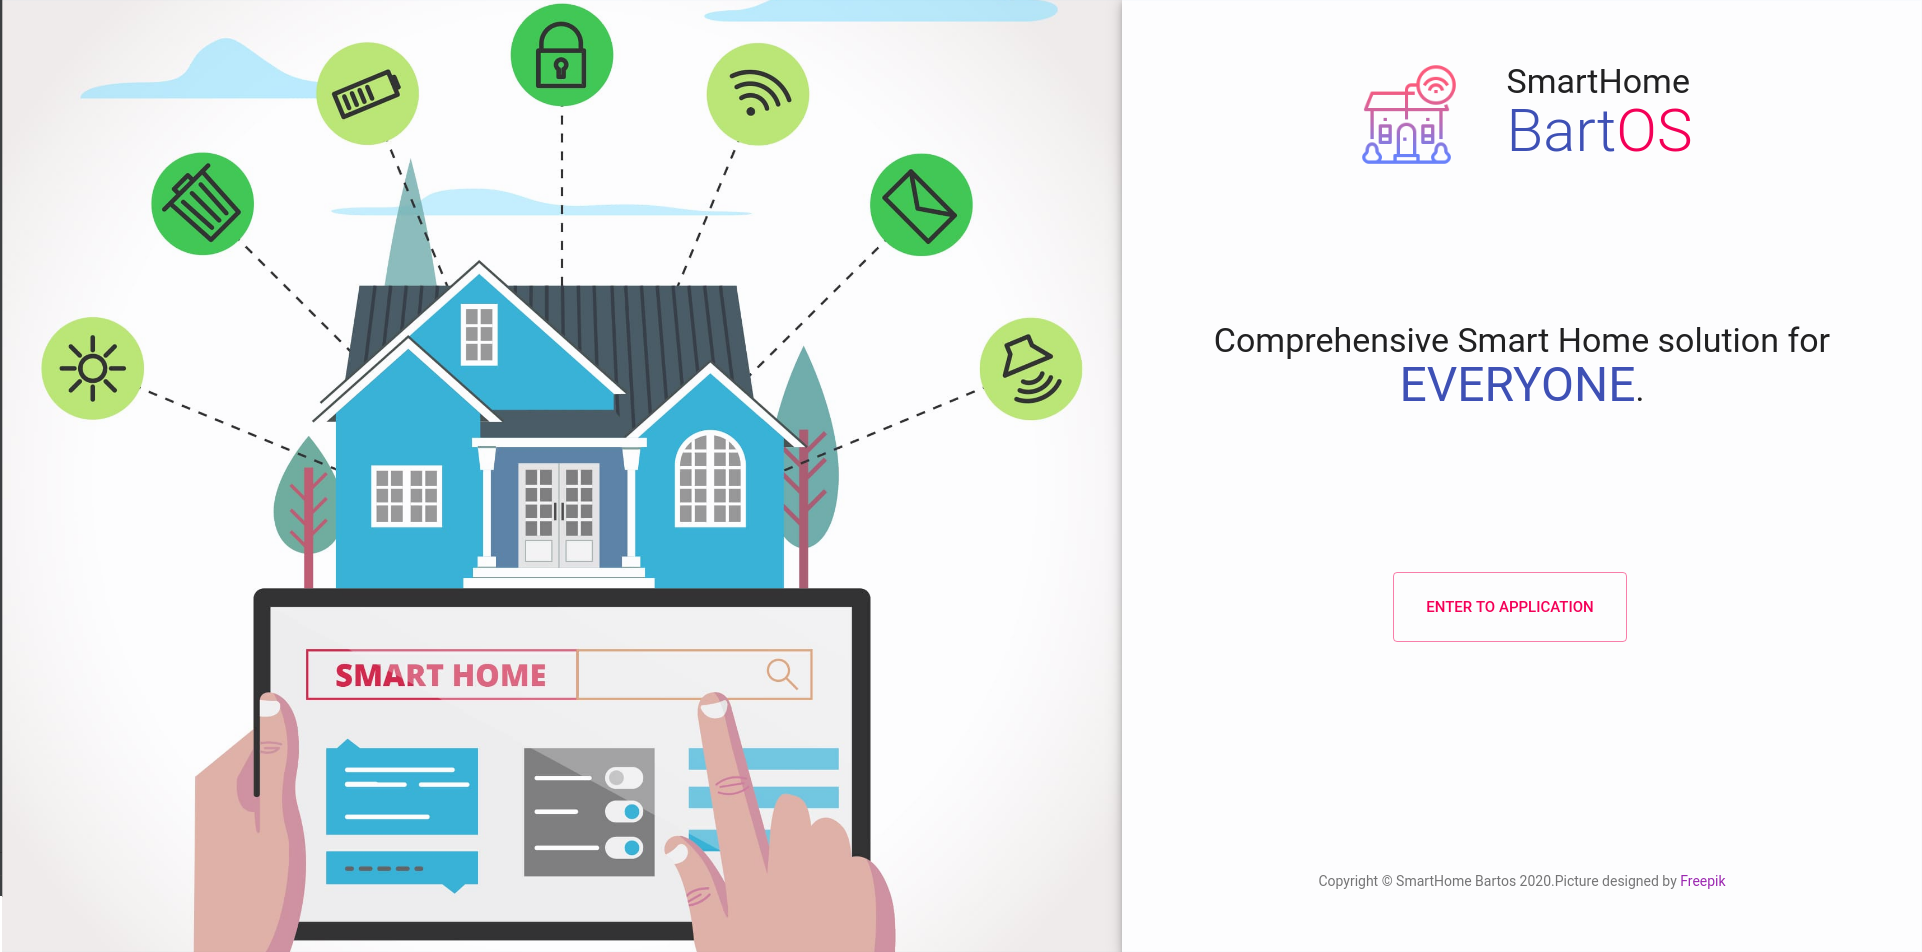 SmartHome
BartOS
Comprehensive Smart Home solution for
EVERYONE.
ENTER TO APPLICATION
Copyright © SmartHome Bartos 2020.Picture designed by Freepik
SMART HOME